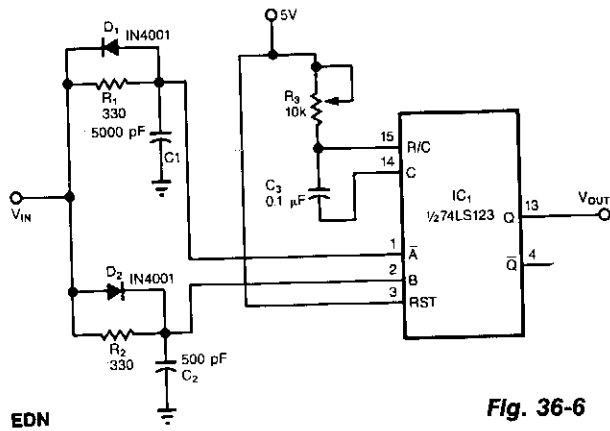 D1
IN4001
R1
330
5000 pF
C1
VIN
D2
IN4001
R2
330
500 pF
C2
5V
R3
10k
C3
0.1 µF
15
R/C
14
C
IC1
½74LS123
1
A̅
2
B
3
RST
13
Q
4
Q̅
VOUT
EDN
Fig. 36-6